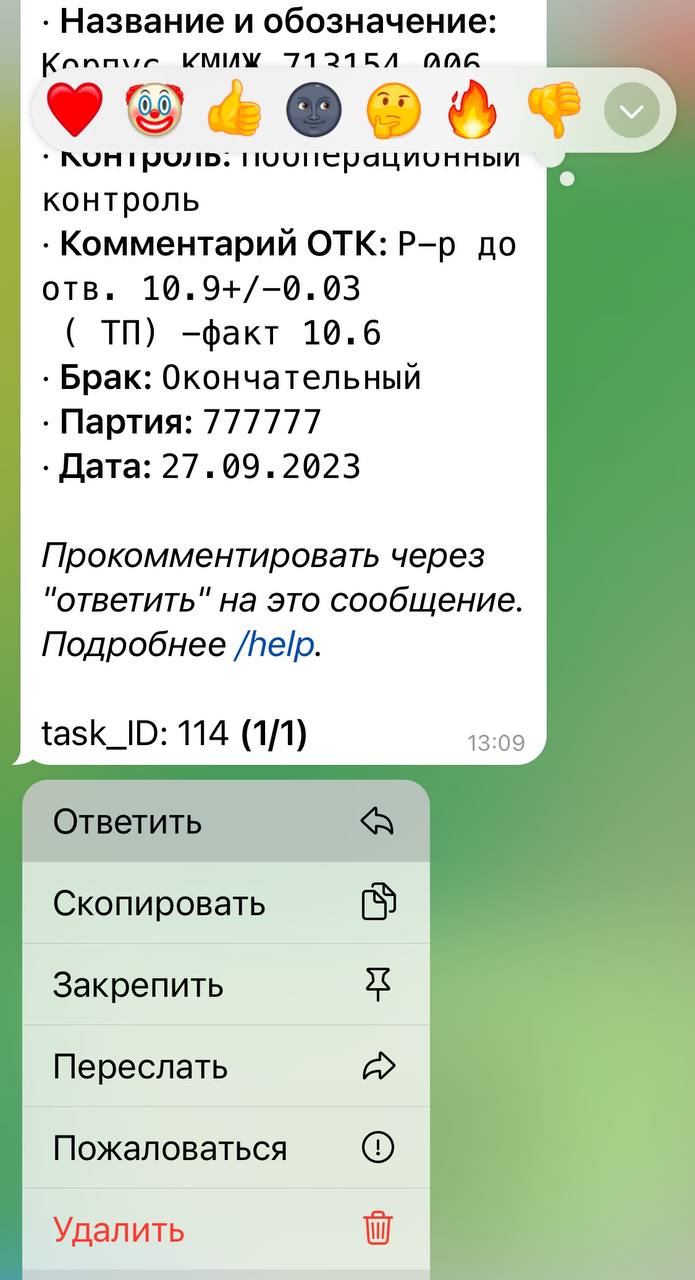 · Название и обозначение:
Корпус КМИЖ.713154.006
· Контроль: Пооперационный
контроль
· Комментарий ОТК: Р-р до
отв. 10.9+/-0.03
( ТП) -факт 10.6
· Брак: Окончательный
· Партия: 777777
· Дата: 27.09.2023
Прокомментировать через
"ответить" на это сообщение.
Подробнее /help.
task_ID: 114 (1/1)
13:09
Ответить
Скопировать
Закрепить
Переслать
Пожаловаться
Удалить